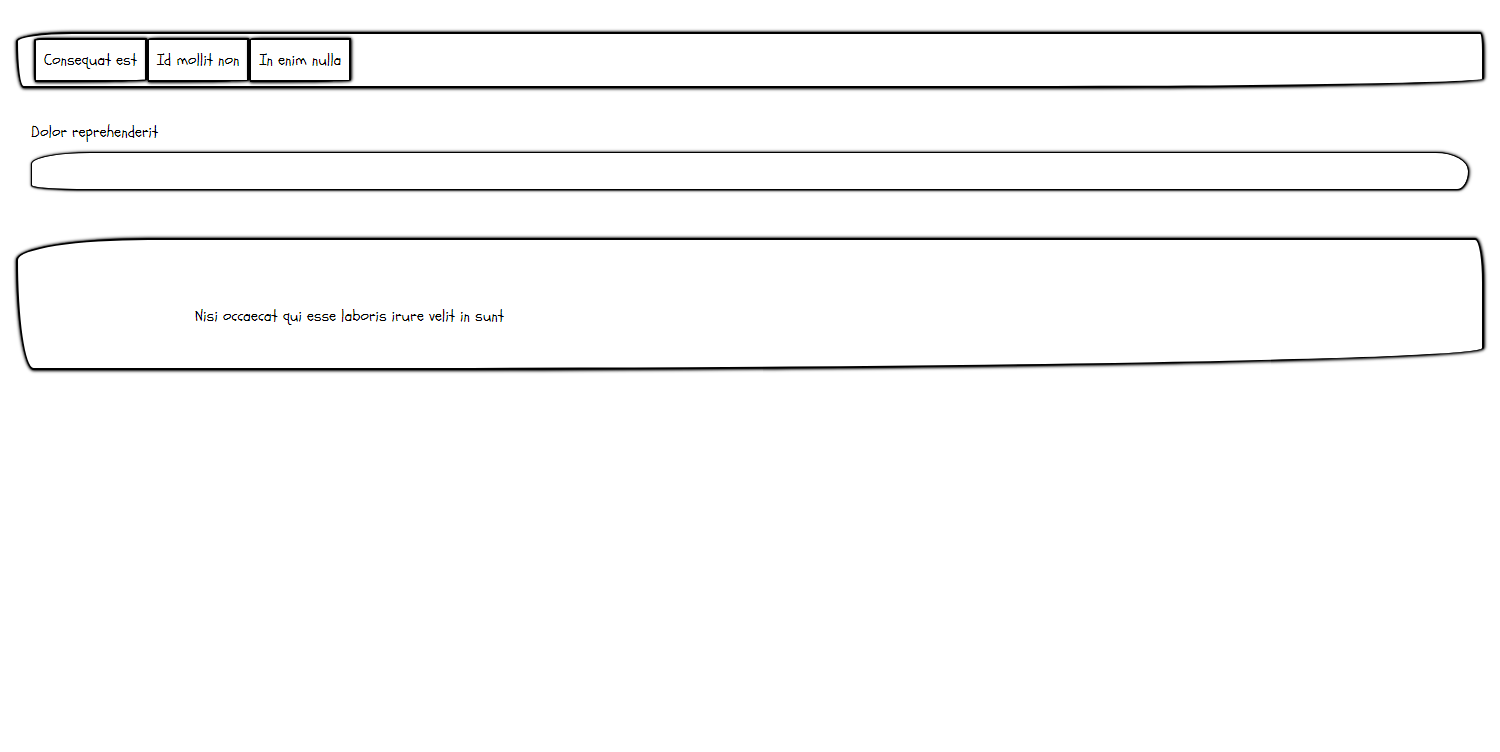 Consequat est Id mollit non In enim nulla
Dolor reprehenderit
Nisi occaecat qui esse laboris irure velit in sunt